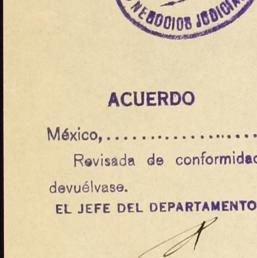 NEGOCIOS JUDICIA
ACUERDO
México,....................
Revisada de conformidad
devuélvase.
EL JEFE DEL DEPARTAMENTO